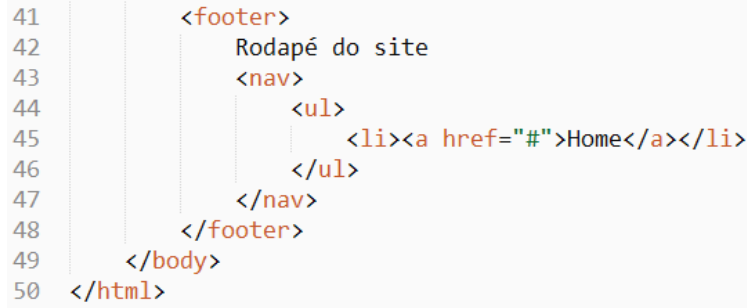 41 <footer>
42 Rodapé do site
43 <nav>
44 <ul>
45 <li><a href="#">Home</a></li>
46 </ul>
47 </nav>
48 </footer>
49 </body>
50 </html>